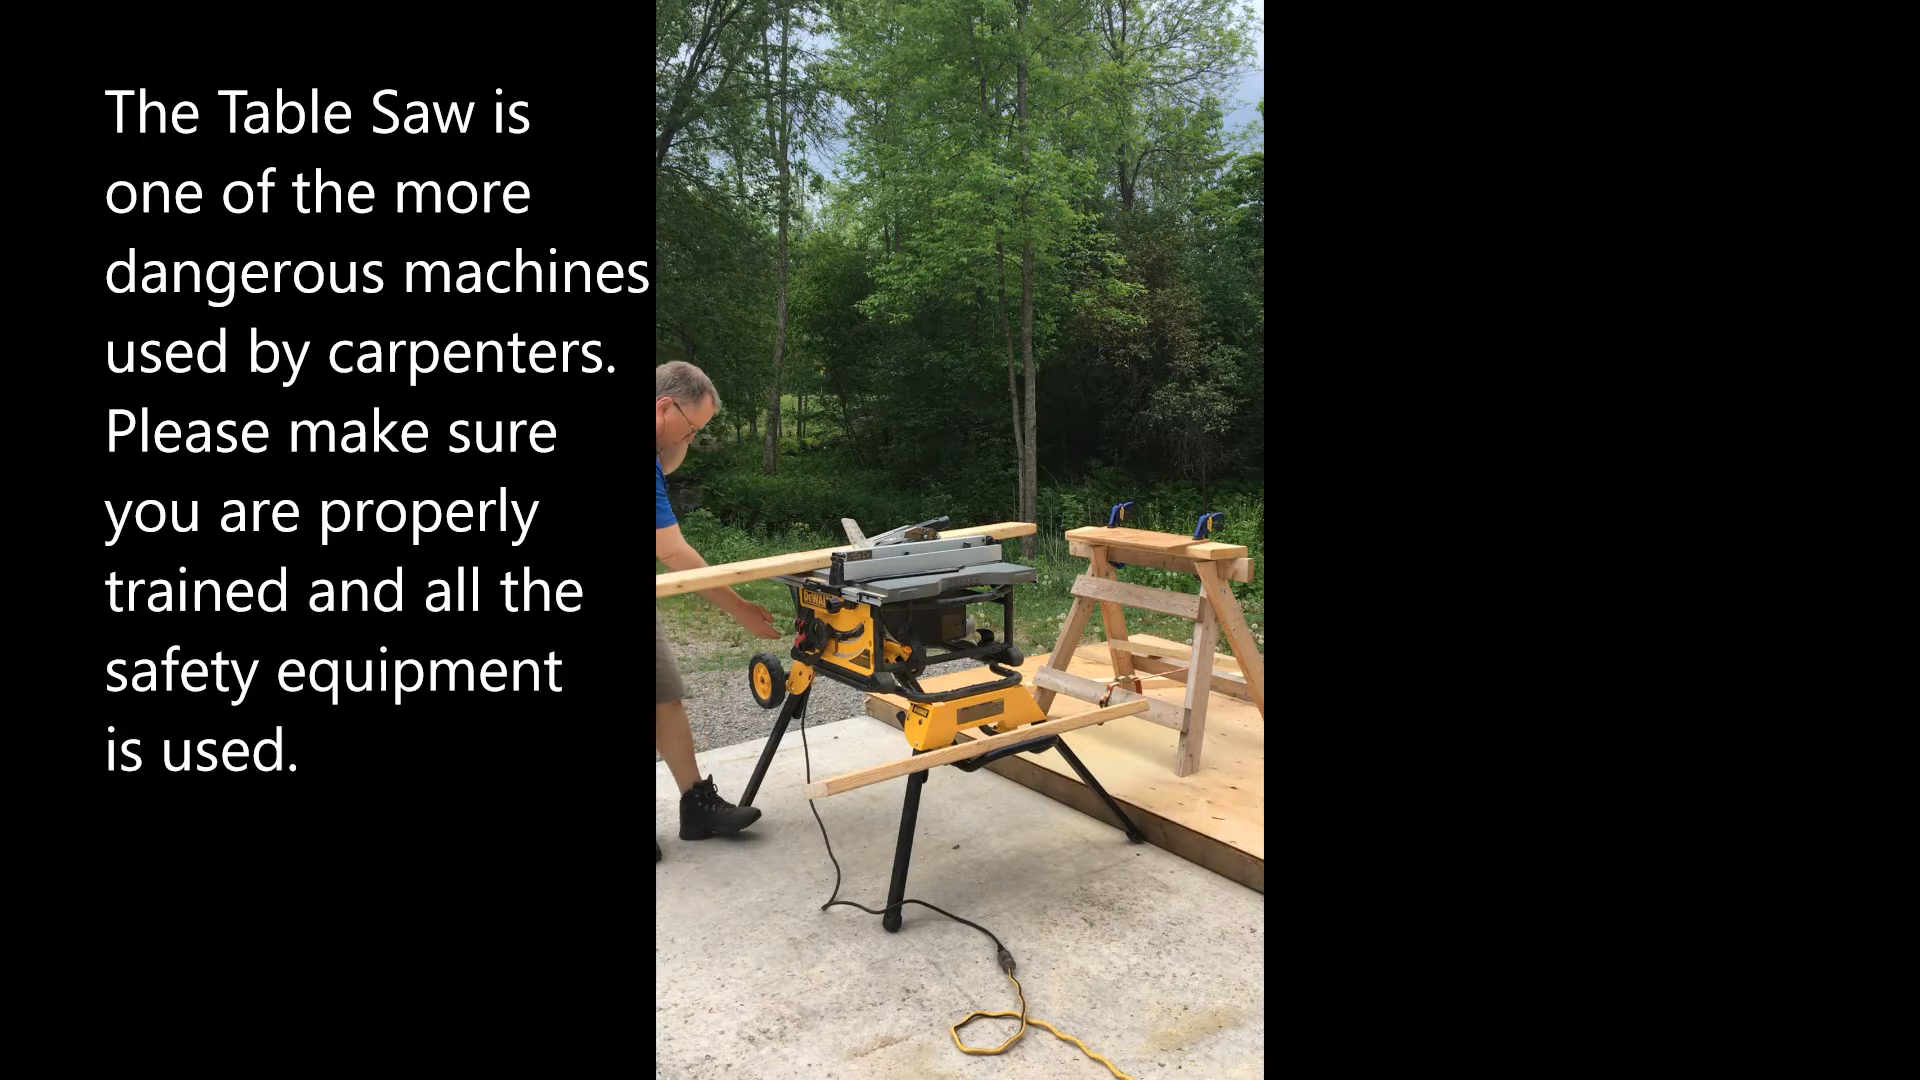 The Table Saw is
one of the more
dangerous machines
used by carpenters.
Please make sure
you are properly
trained and all the
safety equipment
is used.
DEWALT